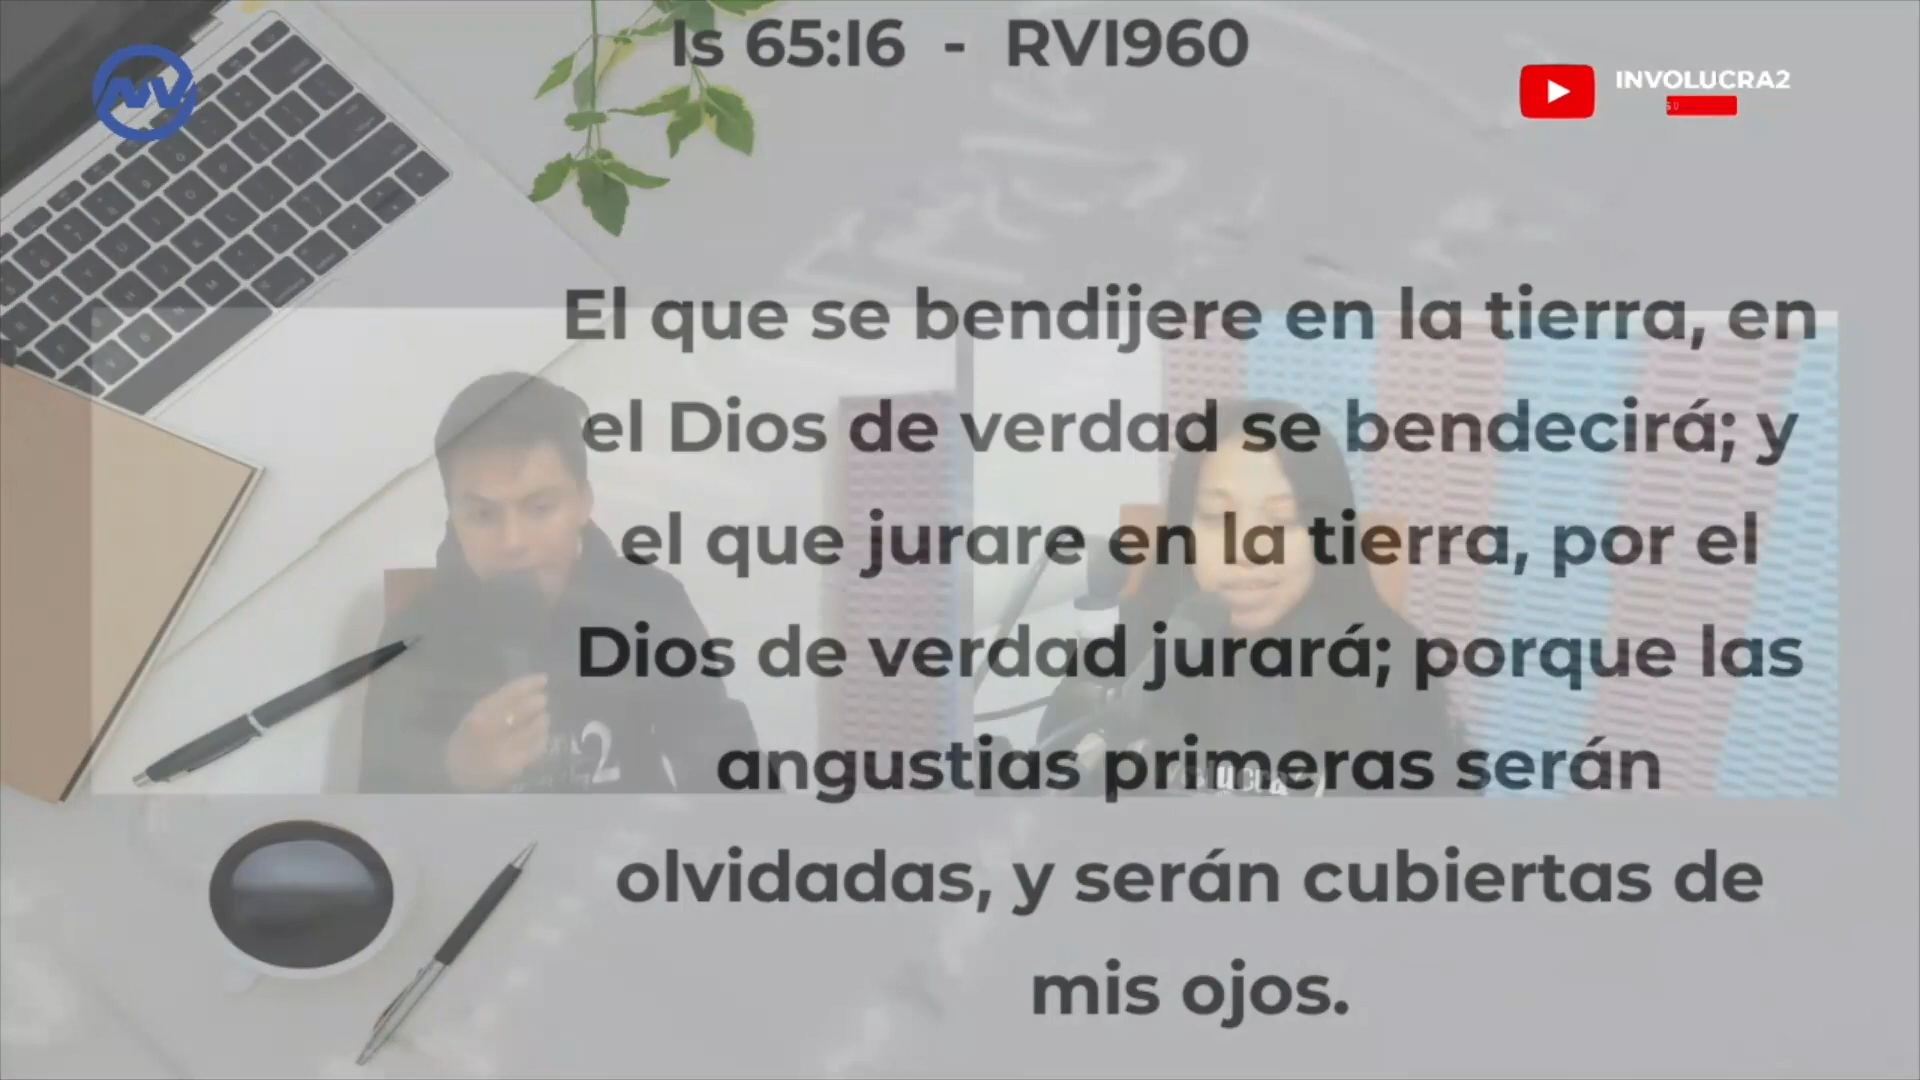 Is 65:16 - RV1960
INVOLUCRA2
SU
El que se bendijere en la tierra, en
el Dios de verdad se bendecirá; y
el que jurare en la tierra, por el
Dios de verdad jurará; porque las
angustias primeras serán
olvidadas, y serán cubiertas de
mis ojos.
2